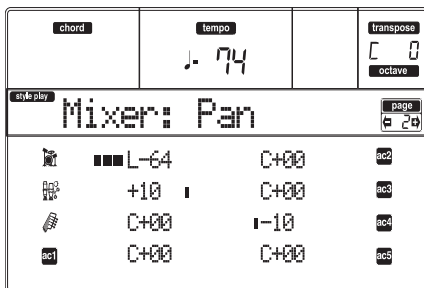 chord tempo transpose
♩- 74 C 0
octave
style play
Mixer: Pan page
2
L-64 C+00 ac2
+10 C+00 ac3
C+00 -10 ac4
ac1 C+00 C+00 ac5